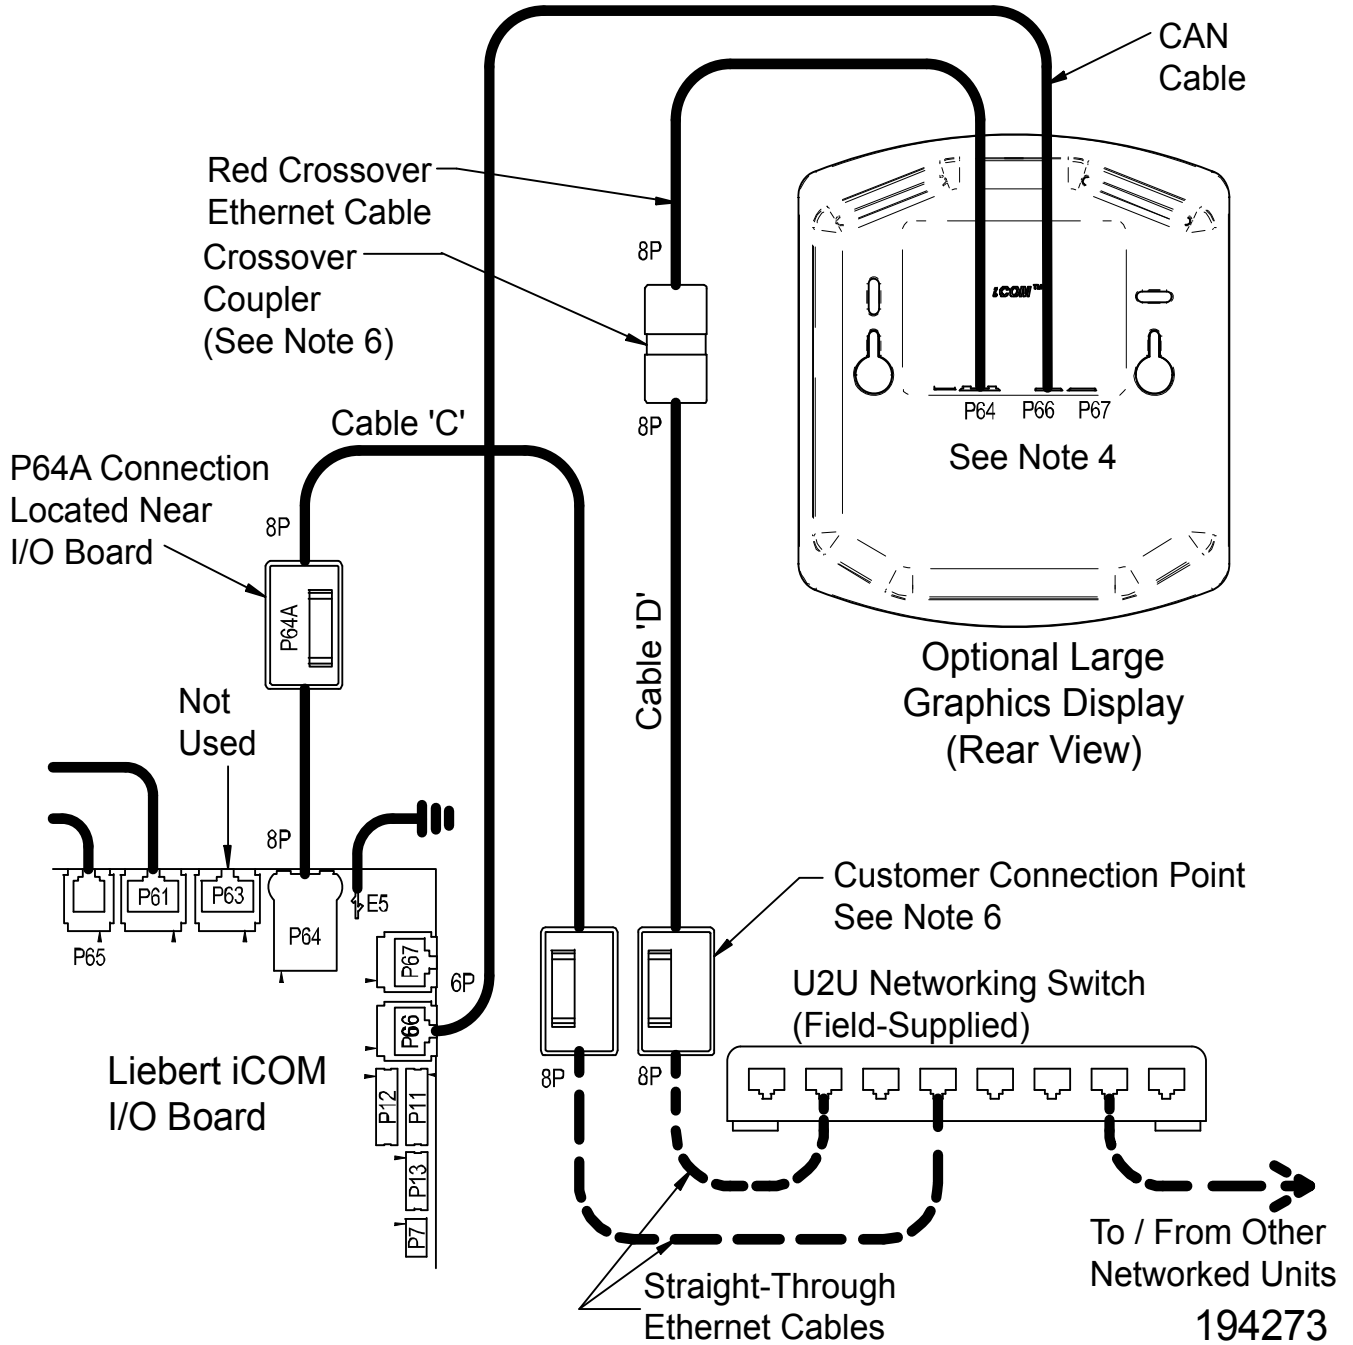 CAN
Cable
Red Crossover
Ethernet Cable
Crossover
Coupler
(See Note 6)
8P
iCOM™
8P
P64
P66
P67
See Note 4
Cable 'C'
P64A Connection
Located Near
I/O Board
8P
P64A
Cable 'D'
Optional Large
Graphics Display
(Rear View)
Not
Used
8P
P65
P61
P63
P64
E5
P67
6P
P66
P12
P11
P13
P7
Liebert iCOM
I/O Board
Customer Connection Point
See Note 6
U2U Networking Switch
(Field-Supplied)
8P
8P
Straight-Through
Ethernet Cables
To / From Other
Networked Units
194273